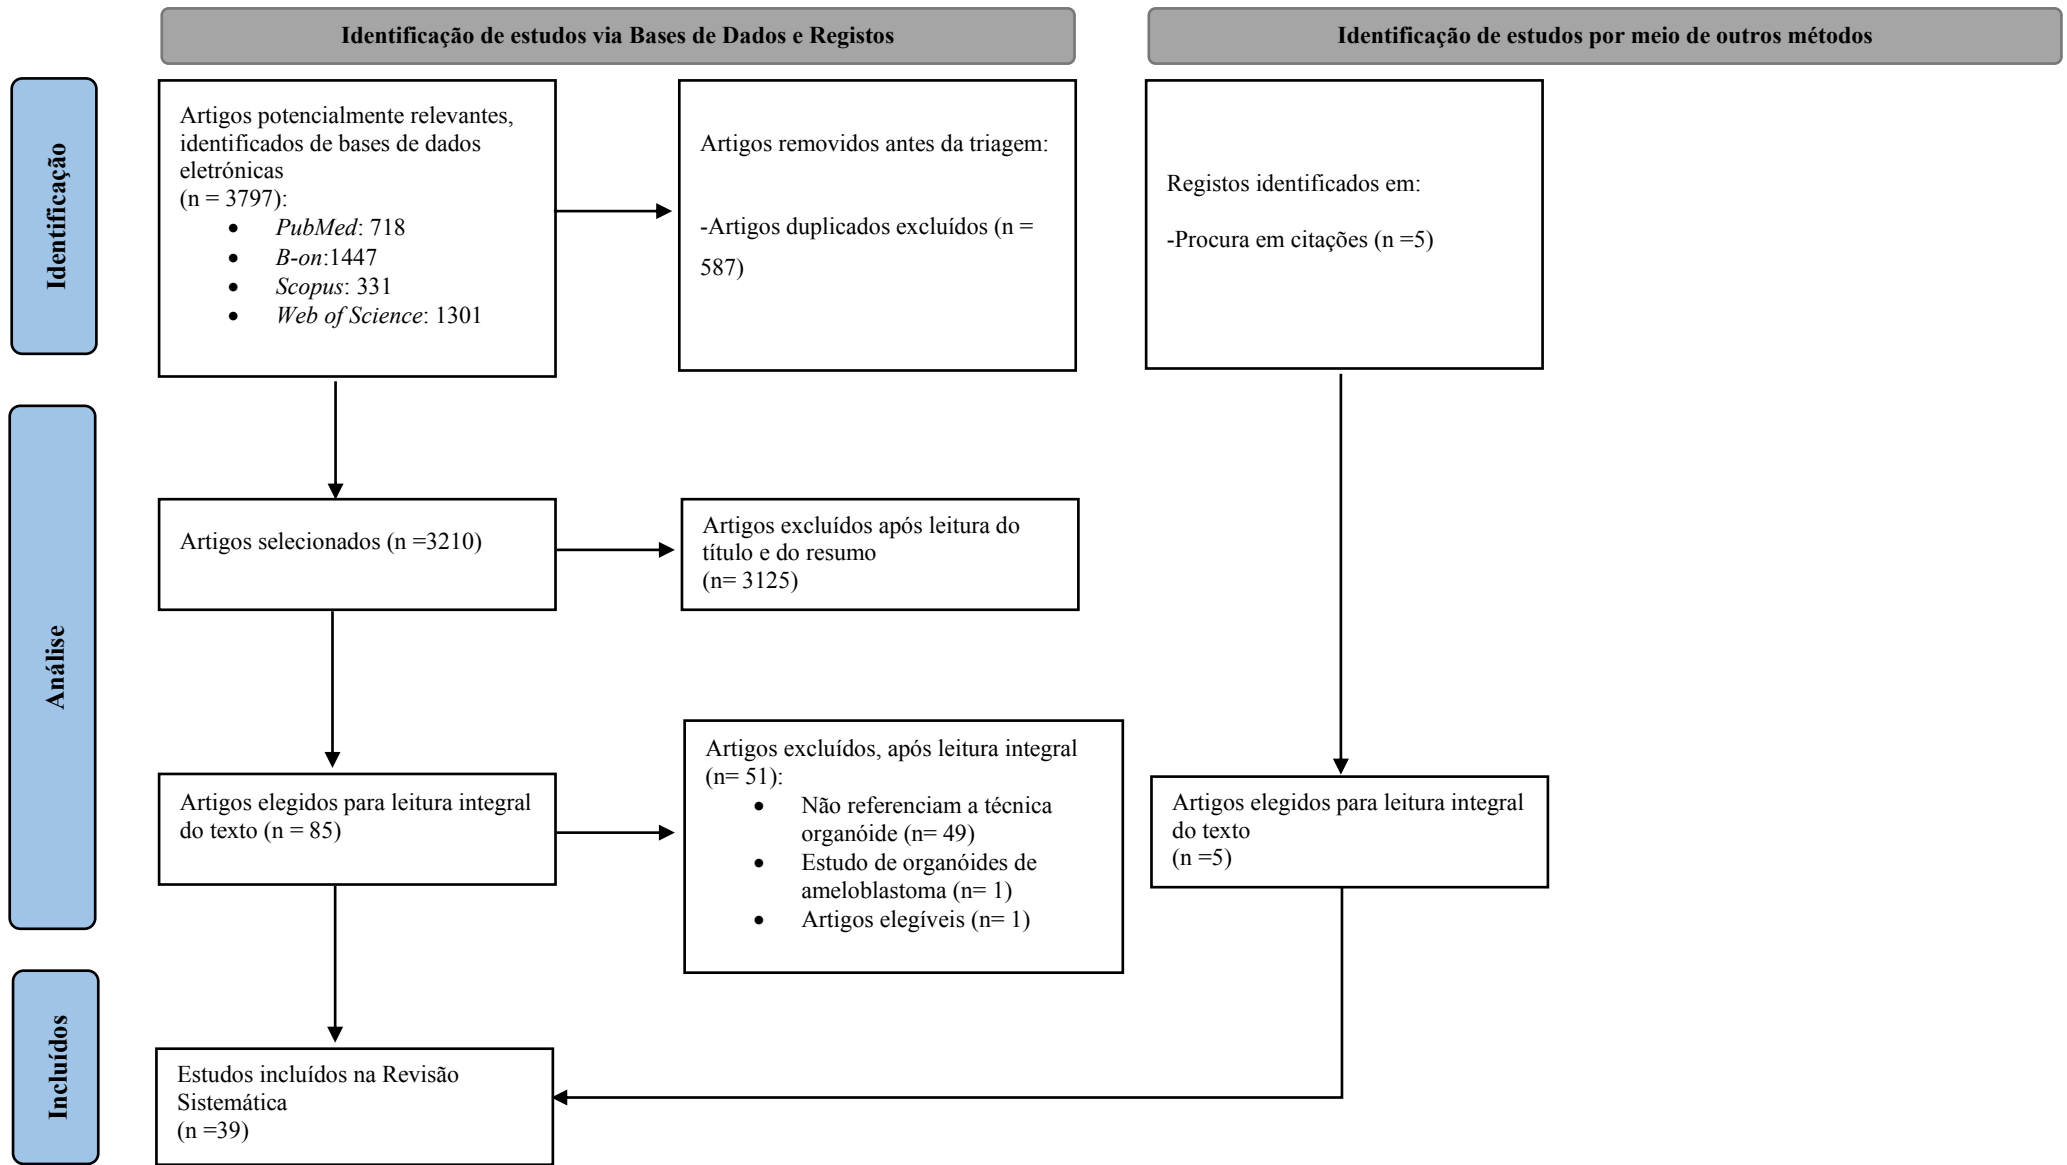 Identificação de estudos via Bases de Dados e Registos
Identificação de estudos por meio de outros métodos
Identificação
Artigos potencialmente relevantes,
identificados de bases de dados
eletrónicas
(n = 3797):
• PubMed: 718
• B-on:1447
• Scopus: 331
• Web of Science: 1301
Artigos removidos antes da triagem:
-Artigos duplicados excluídos (n =
587)
Registos identificados em:
-Procura em citações (n =5)
Análise
Artigos selecionados (n =3210)
Artigos excluídos após leitura do
título e do resumo
(n= 3125)
Artigos elegidos para leitura integral
do texto (n = 85)
Artigos excluídos, após leitura integral
(n= 51):
• Não referenciam a técnica
organóide (n= 49)
• Estudo de organóides de
ameloblastoma (n= 1)
• Artigos elegíveis (n= 1)
Artigos elegidos para leitura integral
do texto
(n =5)
Incluídos
Estudos incluídos na Revisão
Sistemática
(n =39)